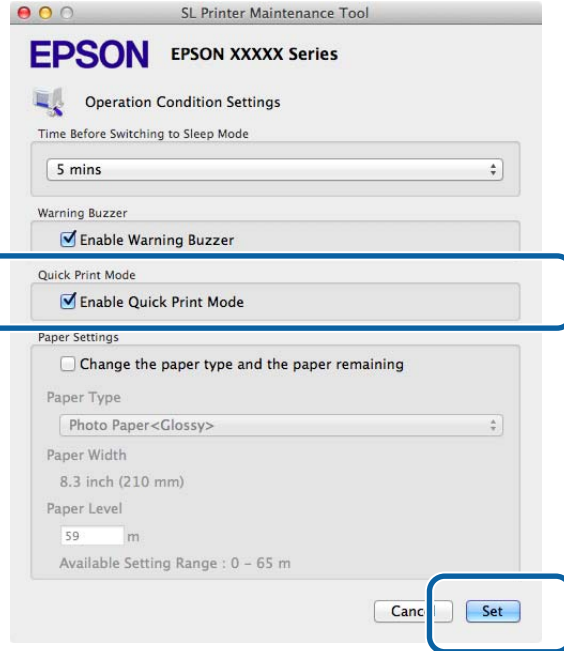 SL Printer Maintenance Tool
EPSON EPSON XXXXX Series
Operation Condition Settings
Time Before Switching to Sleep Mode
5 mins
Warning Buzzer
Enable Warning Buzzer
Quick Print Mode
Enable Quick Print Mode
Paper Settings
Change the paper type and the paper remaining
Paper Type
Photo Paper<Glossy>
Paper Width
8.3 inch (210 mm)
Paper Level
59 m
Available Setting Range : 0 – 65 m
Cancel Set